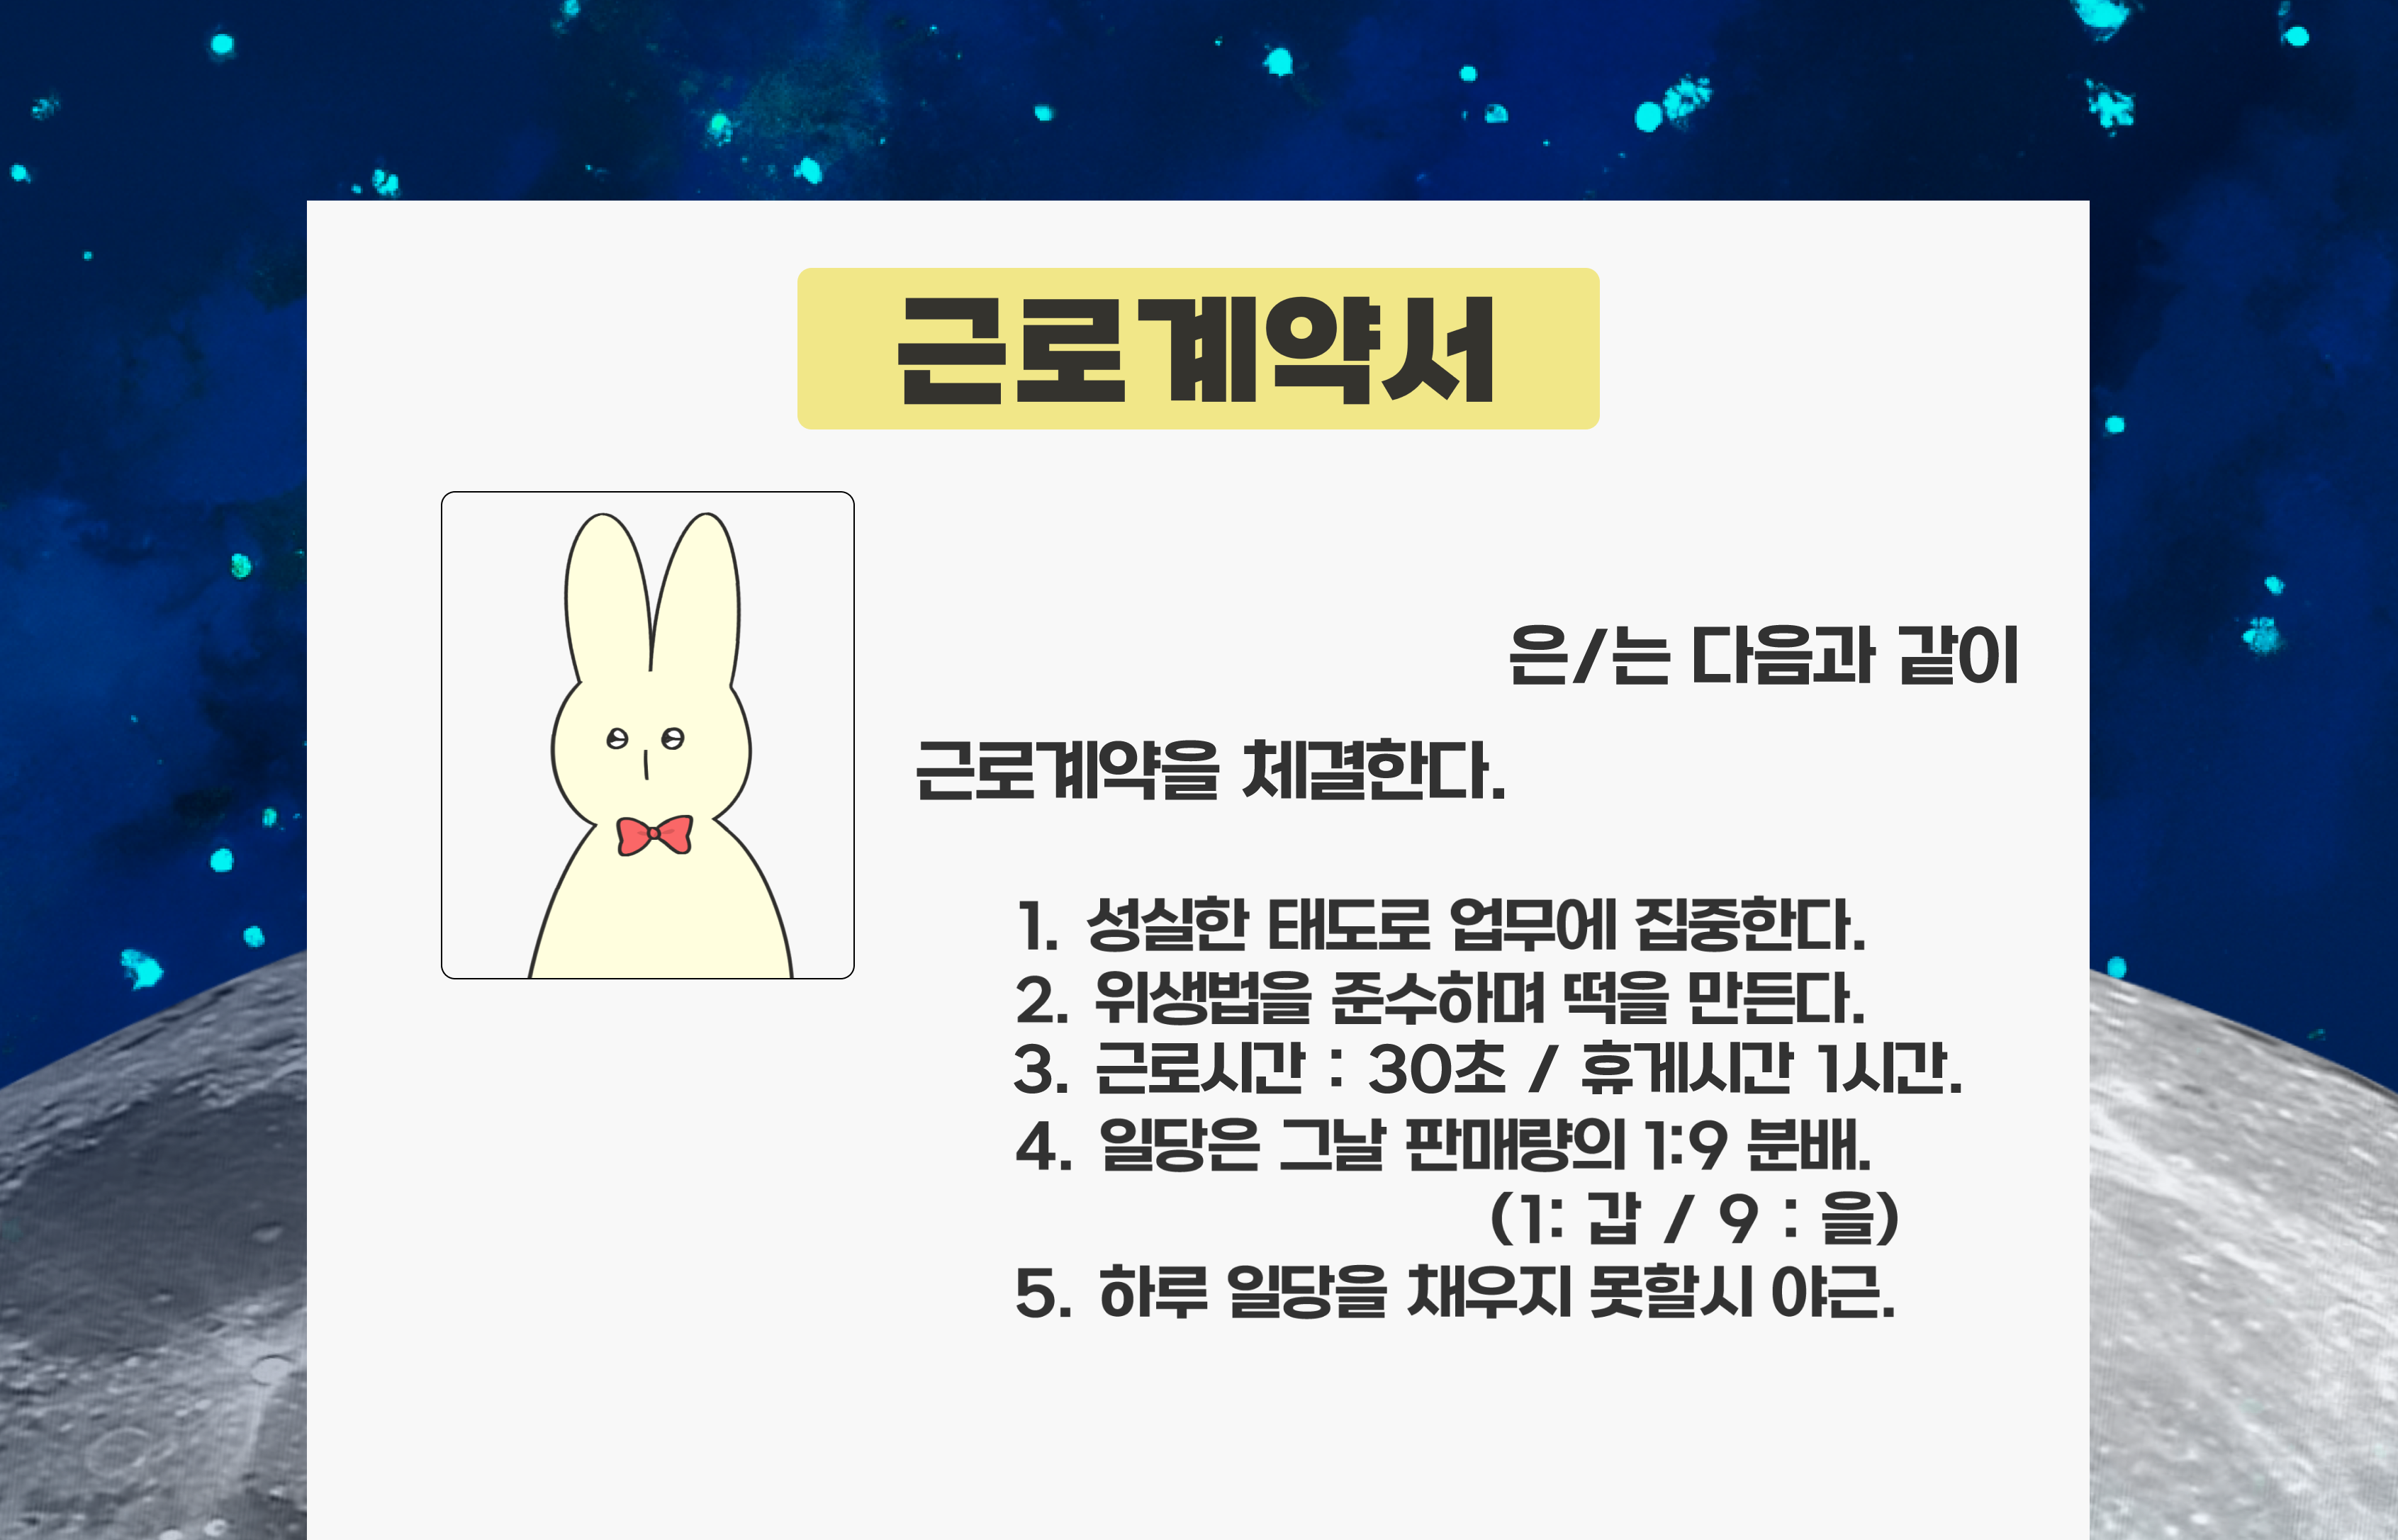 근로계약서
은/는 다음과 같이
근로계약을 체결한다.
1. 성실한 태도로 업무에 집중한다.
2. 위생법을 준수하며 떡을 만든다.
3. 근로시간 : 30초 / 휴게시간 1시간.
4. 일당은 그날 판매량의 1:9 분배.
(1: 갑 / 9 : 을)
5. 하루 일당을 채우지 못할시 야근.